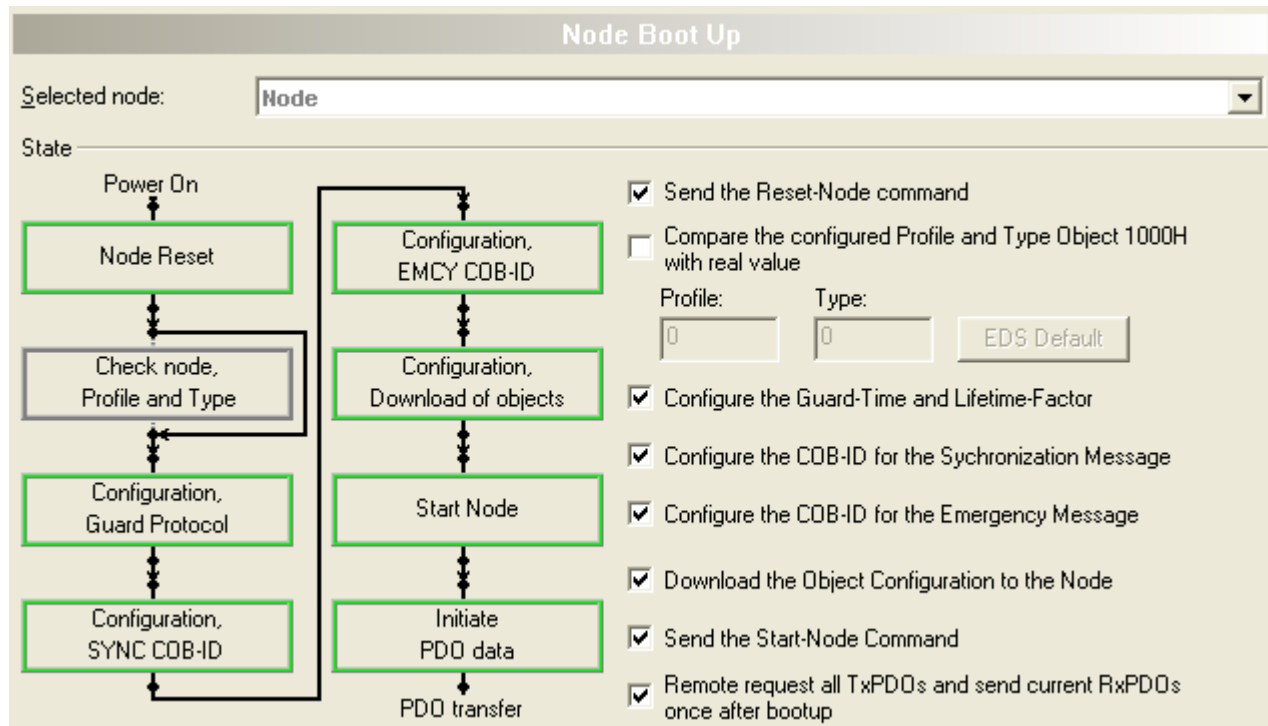 Node Boot Up
Selected node:
Node
State
Power On
Node Reset
Check node,
Profile and Type
Configuration,
Guard Protocol
Configuration,
SYNC COB-ID
Configuration,
EMCY COB-ID
Configuration,
Download of objects
Start Node
Initiate
PDO data
PDO transfer
Send the Reset-Node command
Compare the configured Profile and Type Object 1000H
with real value
Profile:
Type:
0
0
EDS Default
Configure the Guard-Time and Lifetime-Factor
Configure the COB-ID for the Sychronization Message
Configure the COB-ID for the Emergency Message
Download the Object Configuration to the Node
Send the Start-Node Command
Remote request all TxPDOs and send current RxPDOs
once after bootup